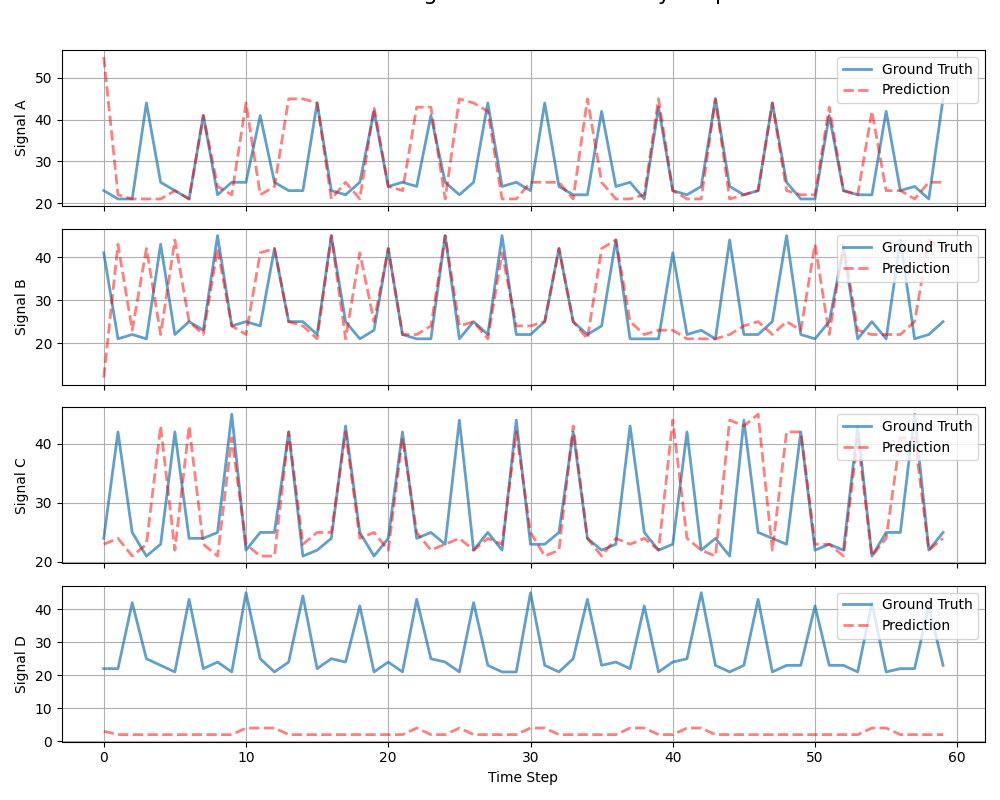 50
40
30
20
Signal A
Ground Truth
Prediction
40
30
20
Signal B
Ground Truth
Prediction
40
30
20
Signal C
Ground Truth
Prediction
40
30
20
10
0
Signal D
Ground Truth
Prediction
0 10 20 30 40 50 60
Time Step